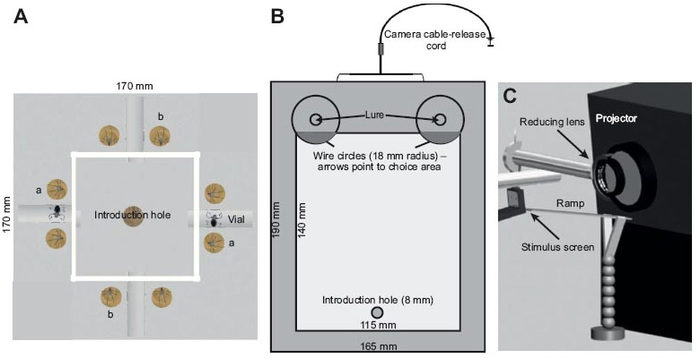 A
170 mm
b
a
170 mm
Introduction hole
Vial
a
b
B
Camera cable-release
cord
Lure
Wire circles (18 mm radius) –
arrows point to choice area
190 mm
140 mm
Introduction hole (8 mm)
115 mm
165 mm
C
Projector
Reducing lens
Ramp
Stimulus screen